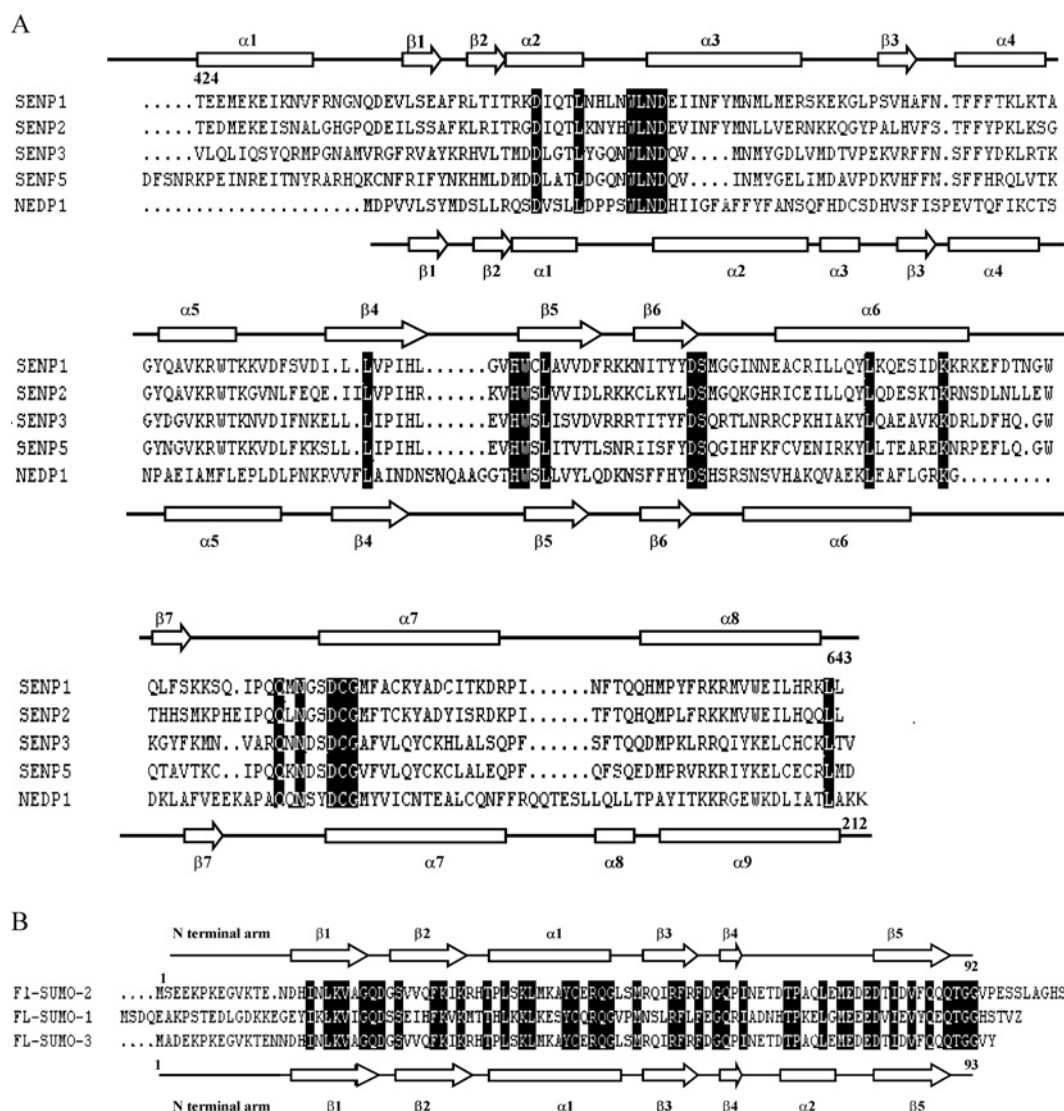 A
α1 β1 β2 α2 α3 β3 α4
424
SENP1 .....TEEMEKEIKNVFRNGNQDEVLSEAFRLTITRKDIQTLNHLNWLNDEIINFYMNMLMERSKEKGLPSVHAFN.TFFFTKLKTA
SENP2 .....TEDMEKEISNALGHGPQDEILSSAFKLRITRGDIQTLKNYHWLNDEVINFYMNLLVERNKKQGYPALHVFS.TFFYPKLKSG
SENP3 .....VLQLIQSYQRMPGNAMVRGFRVAYKRHVLTMDDLGTLYGQNWLNDQV....MNMYGDLVMDTVPEKVRFFN.SFFYDKLRTK
SENP5 DFSNRKPEINREITNYRARHQKCNFRIFYNKHMLDMDDLATLDGQNWLNDQV....INMYGELIMDAVPDKVHFFN.SFFHRQLVTK
NEDP1 .....................MDPVVLSYMDSLLRQSDVSLLDPPSWLNDHIIGFAFFYFANSQFHDCSDHVSFISPEVTQFIKCTS
β1 β2 α1 α2 α3 β3 α4
α5 β4 β5 β6 α6
SENP1 GYQAVKRWTKKVDFSVDI.L.LVPIHL......GVHWCLAVVDFRKKNITYYDSMGGINNEACRILLQYLKQESIDKKRKEFDTNGW
SENP2 GYQAVKRWTKGVNLFEQE.IILVPIHR......KVHWSLVVIDLRKKCLKYLDSMGQKGHRICEILLQYLQDESKTKRNSDLNLLEW
SENP3 GYDGVKRWTKNVDIFNKELL.LIPIHL......EVHWSLISVDVRRRTITYFDSQRTLNRRCPKHIAKYLQAEAVKKDRLDFHQ.GW
SENP5 GYNGVKRWTKKVDLFKKSLL.LIPIHL......EVHWSLITVTLSNRIISFYDSQGIHFKFCVENIRKYLLTEAREKNRPEFLQ.GW
NEDP1 NPAEIAMFLEPLDLPNKRVVFLAINDNSNQAAGGTHWSLLVYLQDKNSFFHYDSHSRSNSVHAKQVAEKLEAFLGRKG.........
α5 β4 β5 β6 α6
β7 α7 α8
643
SENP1 QLFSKKSQ.IPQQMNGSDCGMFACKYADCITKDRPI......NFTQQHMPYFRKRMVWEILHRKLL
SENP2 THHSMKPHEIPQQLNGSDCGMFTCKYADYISRDKPI......TFTQHQMPLFRKKMVWEILHQQLL
SENP3 KGYFKMN..VARQNNDSDCGAFVLQYCKHLALSQPF......SFTQQDMPKLRRQIYKELCHCKLTV
SENP5 QTAVTKC..IPQQKNDSDCGVFVLQYCKCLALEQPF......QFSQEDMPRVRKRIYKELCECRLMD
NEDP1 DKLAFVEEKAPAQQNSYDCGMYVICNTEALCQNFFRQQTESLLQLLTPAYITKKRGEWKDLIATLAKK
212
β7 α7 α8 α9
B
N terminal arm β1 β2 α1 β3 β4 β5
1 92
Fl-SUMO-2 ....MSEEKPKEGVKTE.NDHINLKVAGQDGSVVQFKIKRHTPLSKLMKAYCERQGLSMRQIRFRFDGQPINETDTPAQLEMEDEDTIDVFQQQTGGVPESSLAGHS
FL-SUMO-1 MSDQEAKPSTEDLGDKKEGEYIKLKVIGQDSSEIHFKVKMTTHLKKLKESYCQRQGVPMNSLRFLFEGQRIADNHTPKELGMEEEDVIEVYQEQTGGHSTVZ
FL-SUMO-3 ....MADEKPKEGVKTENNDHINLKVAGQDGSVVQFKIKRHTPLSKLMKAYCERQGLSMRQIRFRFDGQPINETDTPAQLEMEDEDTIDVFQQQTGGVY
1 93
N terminal arm β1 β2 α1 β3 β4 α2 β5